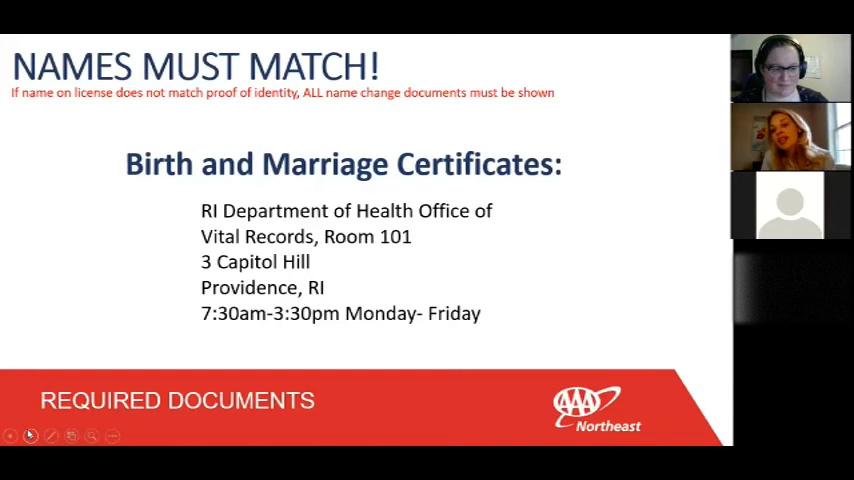 NAMES MUST MATCH!
If name on license does not match proof of identity, ALL name change documents must be shown
Birth and Marriage Certificates:
RI Department of Health Office of
Vital Records, Room 101
3 Capitol Hill
Providence, RI
7:30am-3:30pm Monday- Friday
REQUIRED DOCUMENTS
AAA
Northeast